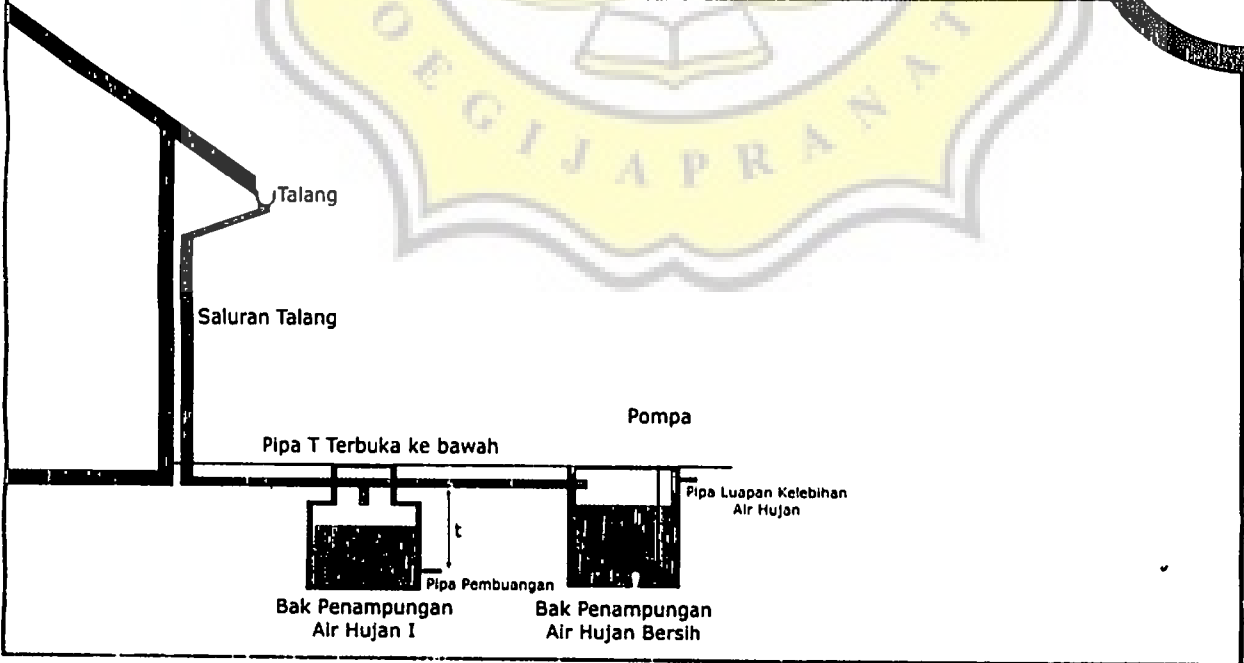 OEGIJAPRANAT
Talang
Saluran Talang
Pompa
Pipa T Terbuka ke bawah
Pipa Luapan Kelebihan
Air Hujan
t
Pipa Pembuangan
Bak Penampungan
Air Hujan I
Bak Penampungan
Air Hujan Bersih